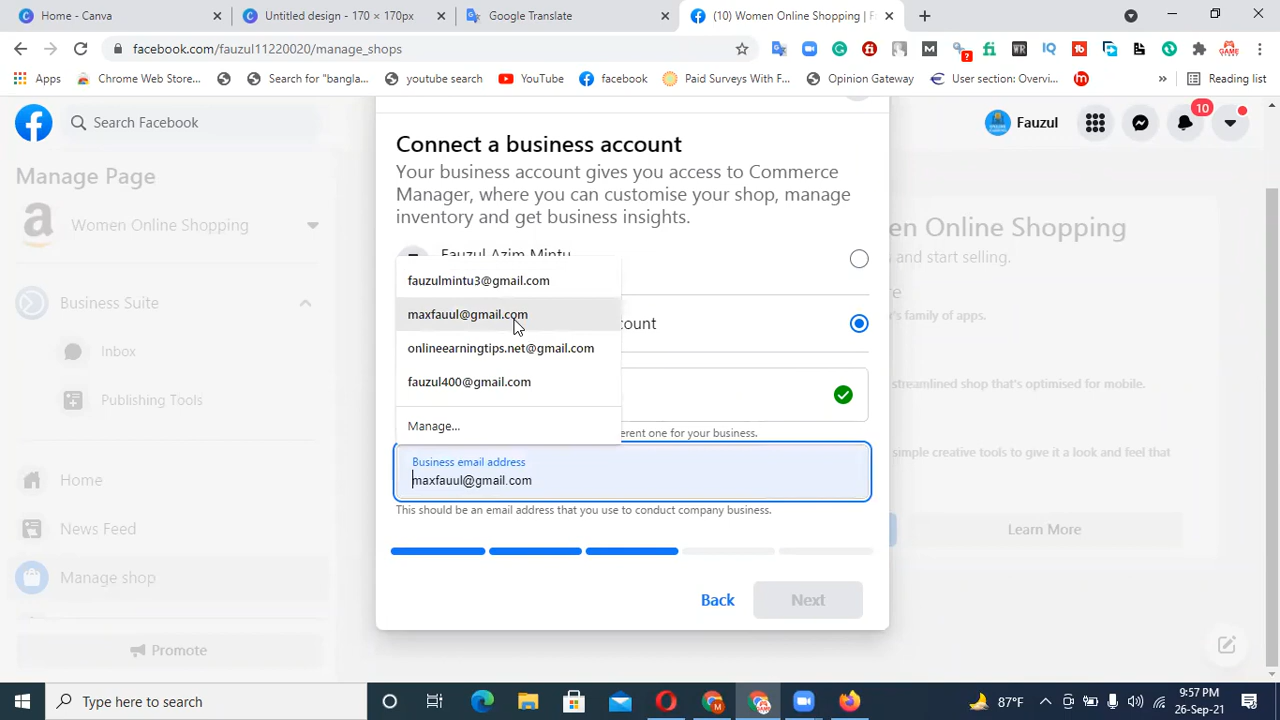 Home - Canva
Untitled design - 170 × 170px
Google Translate
(10) Women Online Shopping | F
facebook.com/fauzul11220020/manage_shops
Apps
Chrome Web Store...
Search for "bangla...
youtube search
YouTube
facebook
Paid Surveys With F...
Opinion Gateway
User section: Overvi...
»
Reading list
Search Facebook
Fauzul
10
Manage Page
Women Online Shopping
Business Suite
Inbox
Publishing Tools
Home
News Feed
Manage shop
Promote
Connect a business account
Your business account gives you access to Commerce
Manager, where you can customise your shop, manage
inventory and get business insights.
Fauzul Azim Mintu
fauzulmintu3@gmail.com
maxfauul@gmail.com
count
onlineearningtips.net@gmail.com
fauzul400@gmail.com
Manage...
erent one for your business.
Business email address
maxfauul@gmail.com
This should be an email address that you use to conduct company business.
Back
Next
en Online Shopping
s and start selling.
re
's family of apps.
streamlined shop that's optimised for mobile.
simple creative tools to give it a look and feel that
Learn More
Type here to search
87°F
9:57 PM
26-Sep-21